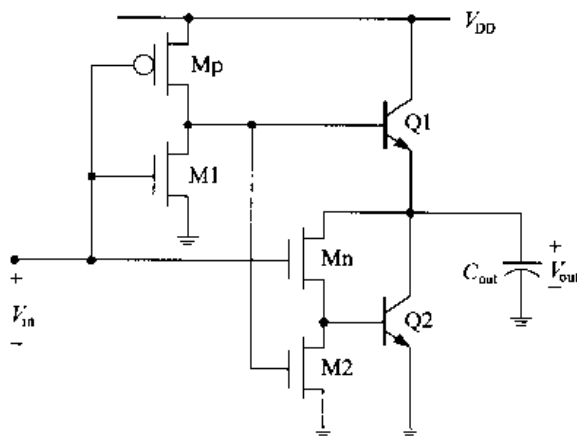 V_DD
Mp
Q1
M1
Mn
+
V_in
−
C_out
+
V_out
−
Q2
M2